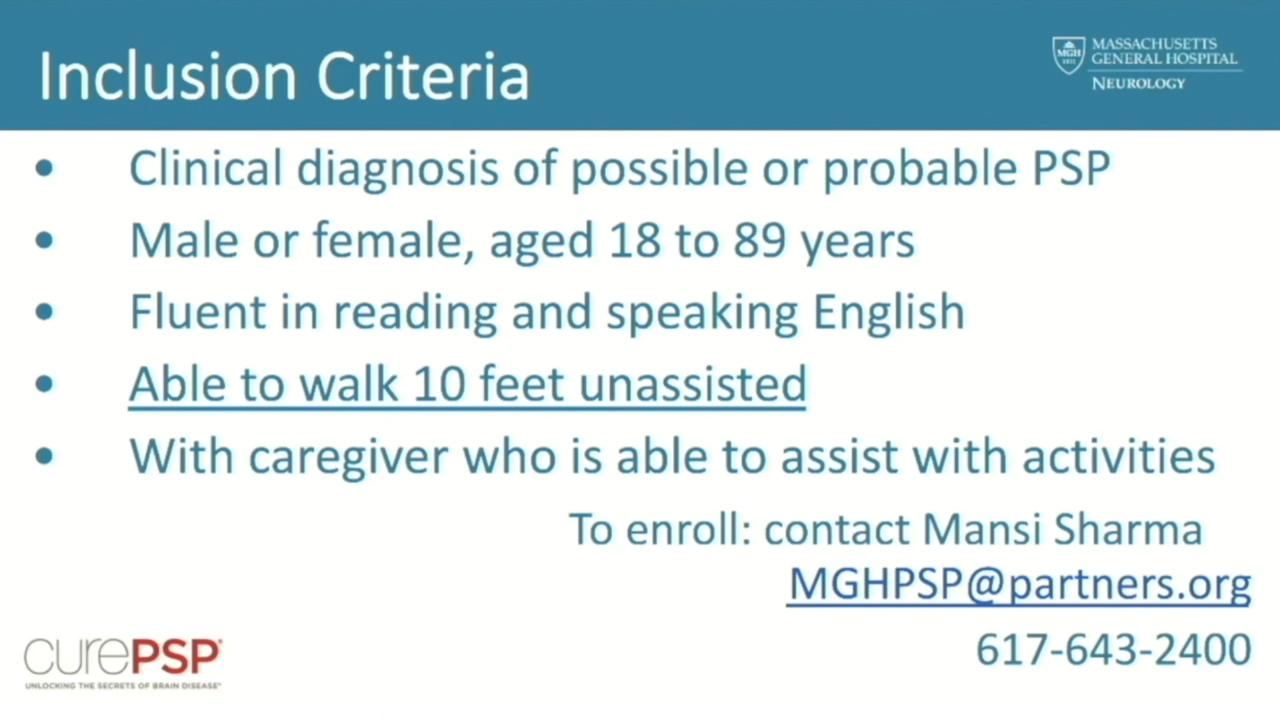 Inclusion Criteria
MGH
1811
MASSACHUSETTS
GENERAL HOSPITAL
NEUROLOGY
• Clinical diagnosis of possible or probable PSP
• Male or female, aged 18 to 89 years
• Fluent in reading and speaking English
• Able to walk 10 feet unassisted
• With caregiver who is able to assist with activities
To enroll: contact Mansi Sharma
MGHPSP@partners.org
617-643-2400
curePSP®
UNLOCKING THE SECRETS OF BRAIN DISEASE™